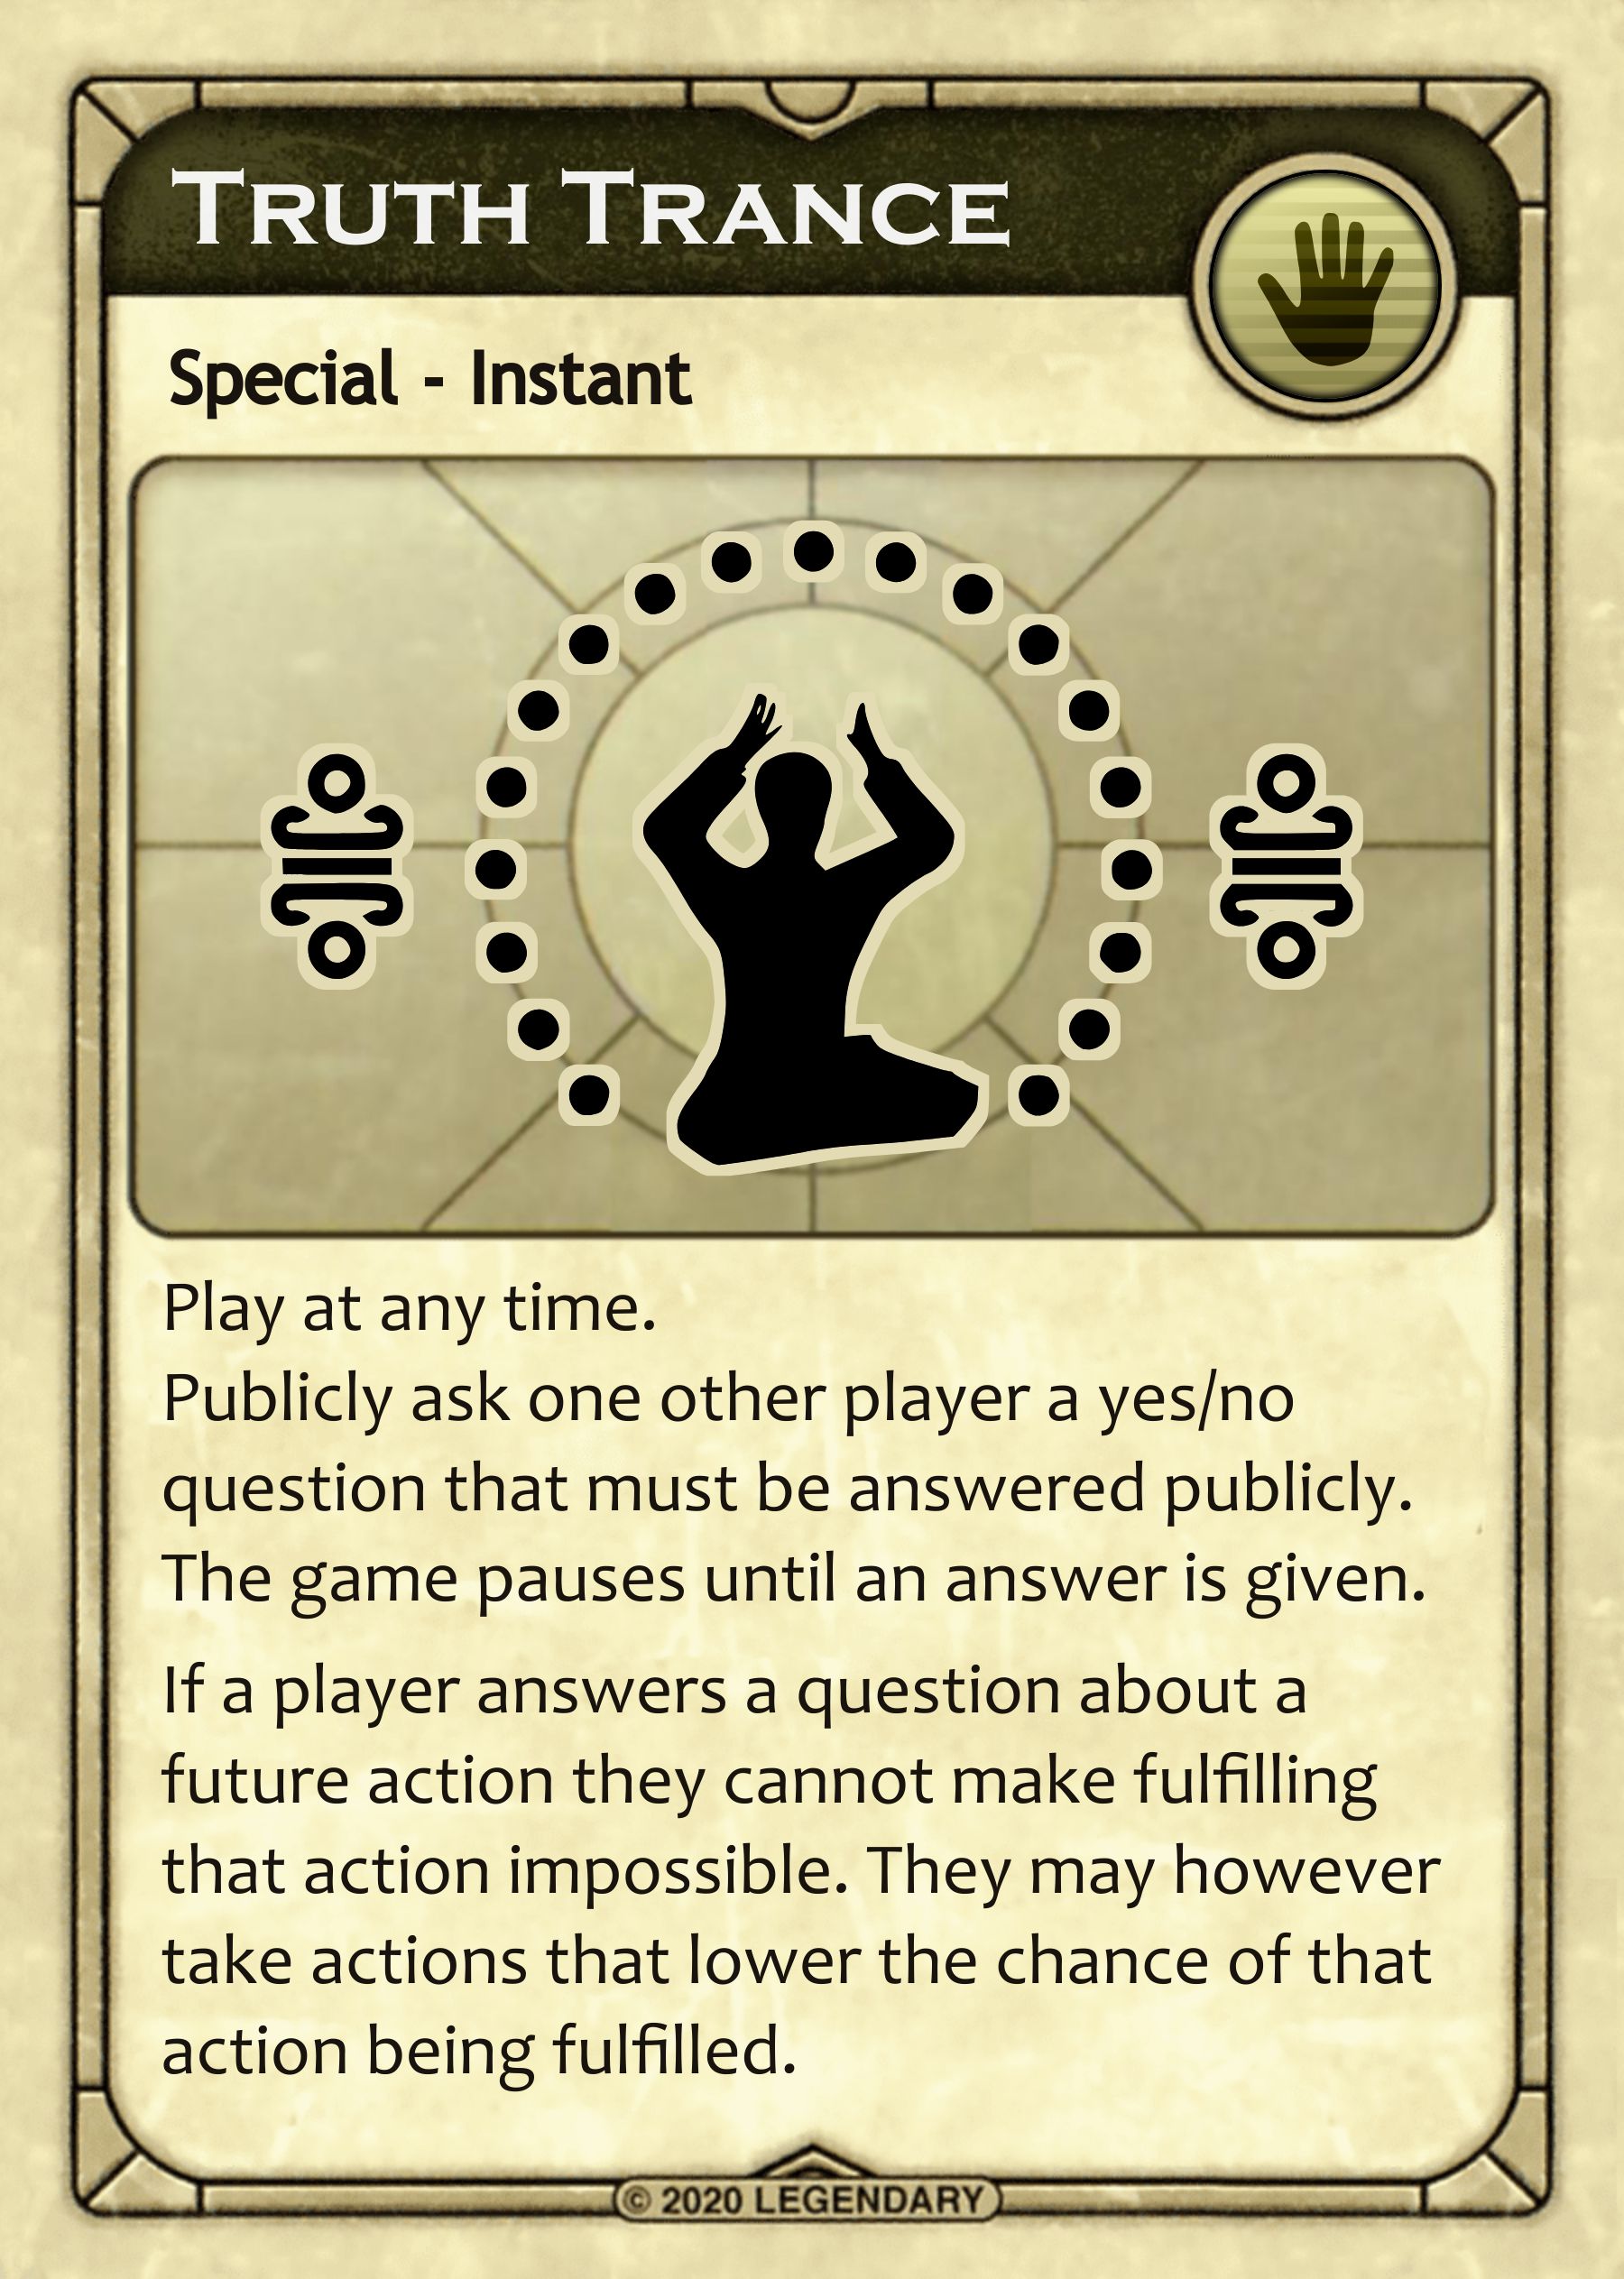 Truth Trance
Special - Instant
Play at any time.
Publicly ask one other player a yes/no
question that must be answered publicly.
The game pauses until an answer is given.
If a player answers a question about a
future action they cannot make fulfilling
that action impossible. They may however
take actions that lower the chance of that
action being fulfilled.
© 2020 LEGENDARY